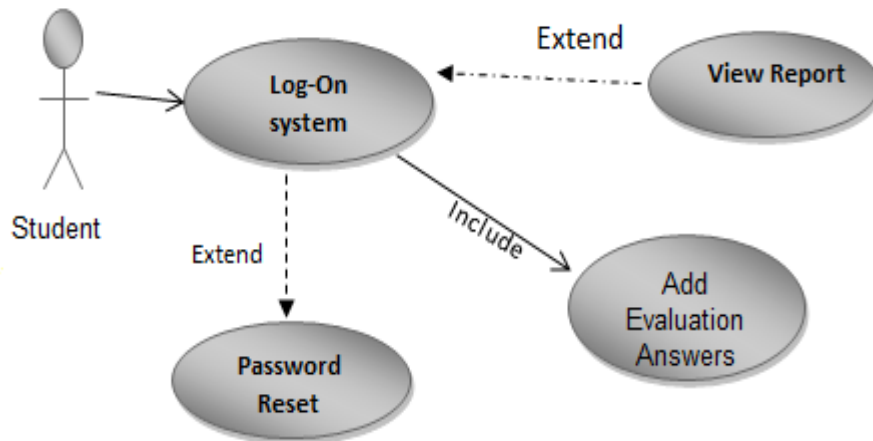 Extend
View Report
Log-On
system
Student
Include
Extend
Add
Evaluation
Answers
Password
Reset